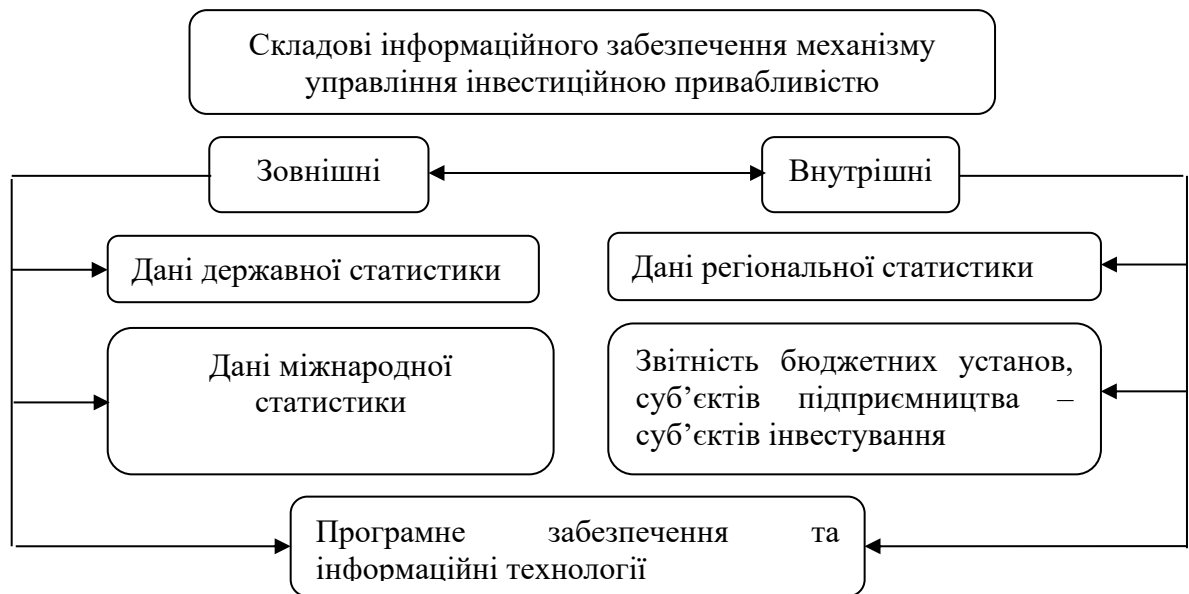 Складові інформаційного забезпечення механізму
управління інвестиційною привабливістю
Зовнішні
Внутрішні
Дані державної статистики
Дані регіональної статистики
Дані міжнародної
статистики
Звітність бюджетних установ,
суб’єктів підприємництва –
суб’єктів інвестування
Програмне забезпечення та
інформаційні технології